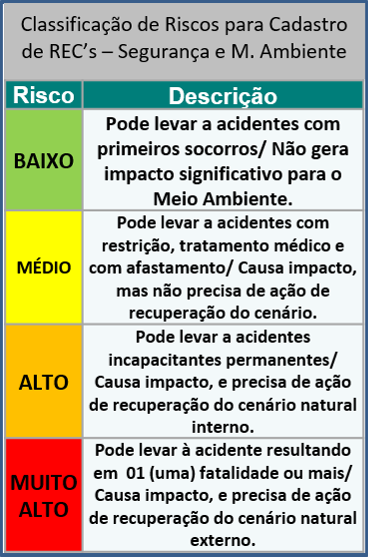 Classificação de Riscos para Cadastro
de REC's – Segurança e M. Ambiente
Risco Descrição
BAIXO
Pode levar a acidentes com
primeiros socorros/ Não gera
impacto significativo para o
Meio Ambiente.
MÉDIO
Pode levar a acidentes com
restrição, tratamento médico e
com afastamento/ Causa impacto,
mas não precisa de ação de
recuperação do cenário.
ALTO
Pode levar a acidentes
incapacitantes permanentes/
Causa impacto, e precisa de ação
de recuperação do cenário natural
interno.
MUITO
ALTO
Pode levar à acidente resultando
em 01 (uma) fatalidade ou mais/
Causa impacto, e precisa de ação
de recuperação do cenário natural
externo.